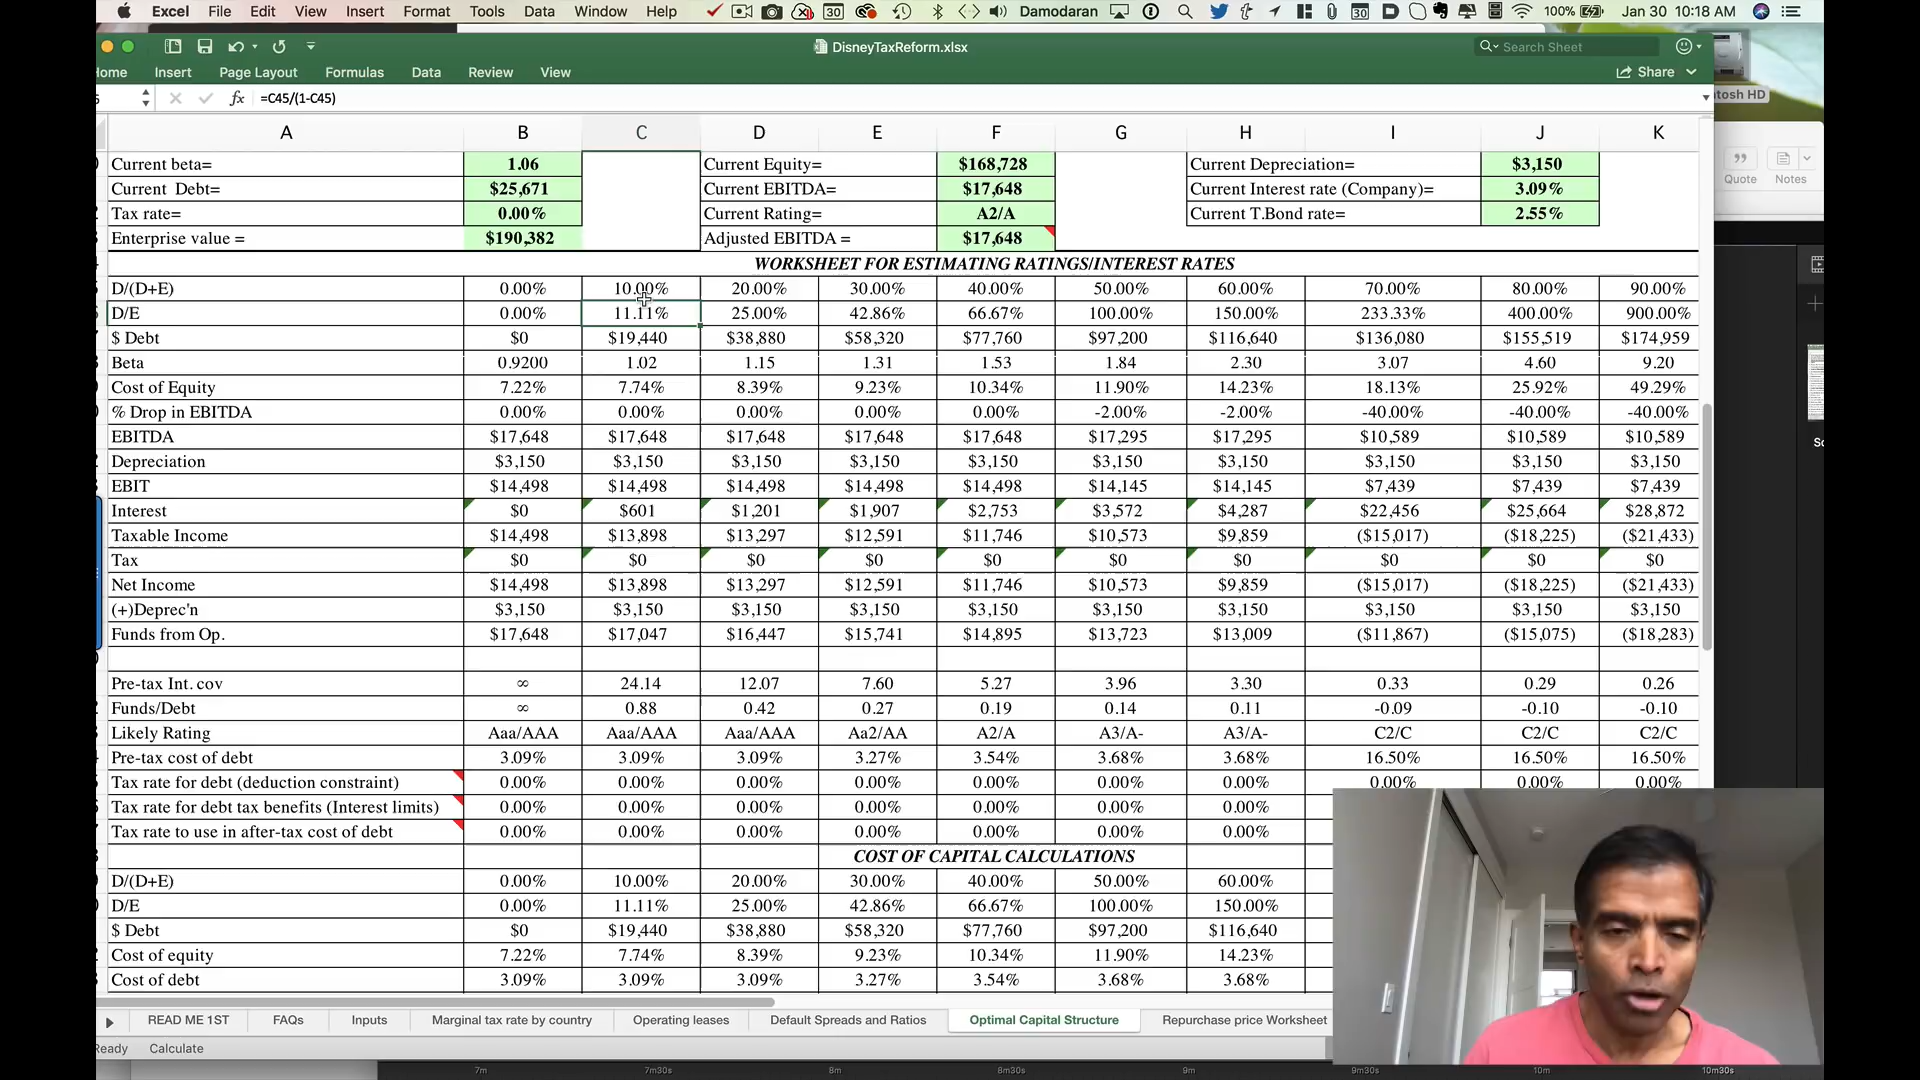 Excel File Edit View Insert Format Tools Data Window Help 30 Damodaran 30 100% Jan 30 10:18 AM
DisneyTaxReform.xlsx Search Sheet
Home Insert Page Layout Formulas Data Review View Share
fx =C45/(1-C45)
tosh HD
A B C D E F G H I J K
Quote Notes
Current beta= 1.06 Current Equity= $168,728 Current Depreciation= $3,150
Current Debt= $25,671 Current EBITDA= $17,648 Current Interest rate (Company)= 3.09%
Tax rate= 0.00% Current Rating= A2/A Current T.Bond rate= 2.55%
Enterprise value = $190,382 Adjusted EBITDA = $17,648
WORKSHEET FOR ESTIMATING RATINGS/INTEREST RATES
D/(D+E) 0.00% 10.00% 20.00% 30.00% 40.00% 50.00% 60.00% 70.00% 80.00% 90.00%
D/E 0.00% 11.11% 25.00% 42.86% 66.67% 100.00% 150.00% 233.33% 400.00% 900.00%
$ Debt $0 $19,440 $38,880 $58,320 $77,760 $97,200 $116,640 $136,080 $155,519 $174,959
Beta 0.9200 1.02 1.15 1.31 1.53 1.84 2.30 3.07 4.60 9.20
Cost of Equity 7.22% 7.74% 8.39% 9.23% 10.34% 11.90% 14.23% 18.13% 25.92% 49.29%
% Drop in EBITDA 0.00% 0.00% 0.00% 0.00% 0.00% -2.00% -2.00% -40.00% -40.00% -40.00%
EBITDA $17,648 $17,648 $17,648 $17,648 $17,648 $17,295 $17,295 $10,589 $10,589 $10,589
Depreciation $3,150 $3,150 $3,150 $3,150 $3,150 $3,150 $3,150 $3,150 $3,150 $3,150
EBIT $14,498 $14,498 $14,498 $14,498 $14,498 $14,145 $14,145 $7,439 $7,439 $7,439
Interest $0 $601 $1,201 $1,907 $2,753 $3,572 $4,287 $22,456 $25,664 $28,872
Taxable Income $14,498 $13,898 $13,297 $12,591 $11,746 $10,573 $9,859 ($15,017) ($18,225) ($21,433)
Tax $0 $0 $0 $0 $0 $0 $0 $0 $0 $0
Net Income $14,498 $13,898 $13,297 $12,591 $11,746 $10,573 $9,859 ($15,017) ($18,225) ($21,433)
(+)Deprec'n $3,150 $3,150 $3,150 $3,150 $3,150 $3,150 $3,150 $3,150 $3,150 $3,150
Funds from Op. $17,648 $17,047 $16,447 $15,741 $14,895 $13,723 $13,009 ($11,867) ($15,075) ($18,283)
Pre-tax Int. cov ∞ 24.14 12.07 7.60 5.27 3.96 3.30 0.33 0.29 0.26
Funds/Debt ∞ 0.88 0.42 0.27 0.19 0.14 0.11 -0.09 -0.10 -0.10
Likely Rating Aaa/AAA Aaa/AAA Aaa/AAA Aa2/AA A2/A A3/A- A3/A- C2/C C2/C C2/C
Pre-tax cost of debt 3.09% 3.09% 3.09% 3.27% 3.54% 3.68% 3.68% 16.50% 16.50% 16.50%
Tax rate for debt (deduction constraint) 0.00% 0.00% 0.00% 0.00% 0.00% 0.00% 0.00% 0.00% 0.00% 0.00%
Tax rate for debt tax benefits (Interest limits) 0.00% 0.00% 0.00% 0.00% 0.00% 0.00% 0.00%
Tax rate to use in after-tax cost of debt 0.00% 0.00% 0.00% 0.00% 0.00% 0.00% 0.00%
COST OF CAPITAL CALCULATIONS
D/(D+E) 0.00% 10.00% 20.00% 30.00% 40.00% 50.00% 60.00%
D/E 0.00% 11.11% 25.00% 42.86% 66.67% 100.00% 150.00%
$ Debt $0 $19,440 $38,880 $58,320 $77,760 $97,200 $116,640
Cost of equity 7.22% 7.74% 8.39% 9.23% 10.34% 11.90% 14.23%
Cost of debt 3.09% 3.09% 3.09% 3.27% 3.54% 3.68% 3.68%
READ ME 1ST FAQs Inputs Marginal tax rate by country Operating leases Default Spreads and Ratios Optimal Capital Structure Repurchase price Worksheet
Ready Calculate
7m 7m30s 8m 8m30s 9m 9m30s 10m 10m30s